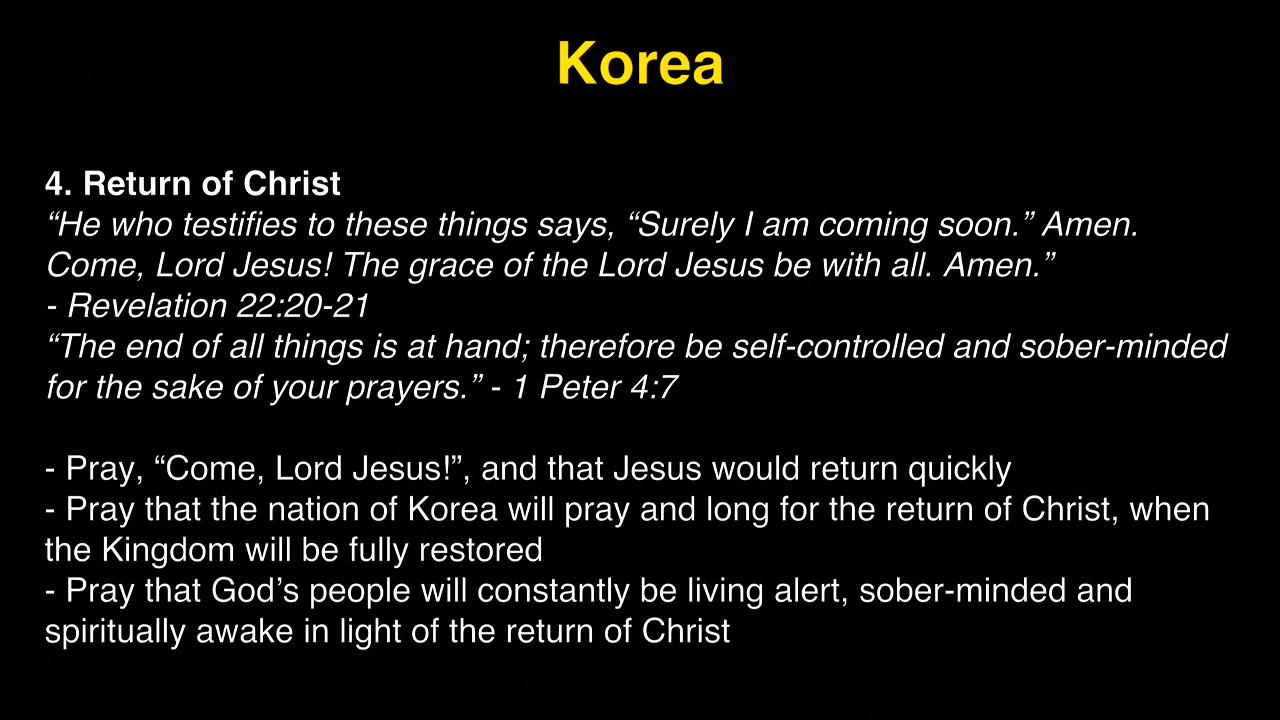 Korea
4. Return of Christ
“He who testifies to these things says, “Surely I am coming soon.” Amen.
Come, Lord Jesus! The grace of the Lord Jesus be with all. Amen.”
- Revelation 22:20-21
“The end of all things is at hand; therefore be self-controlled and sober-minded
for the sake of your prayers.” - 1 Peter 4:7
- Pray, “Come, Lord Jesus!”, and that Jesus would return quickly
- Pray that the nation of Korea will pray and long for the return of Christ, when
the Kingdom will be fully restored
- Pray that God’s people will constantly be living alert, sober-minded and
spiritually awake in light of the return of Christ